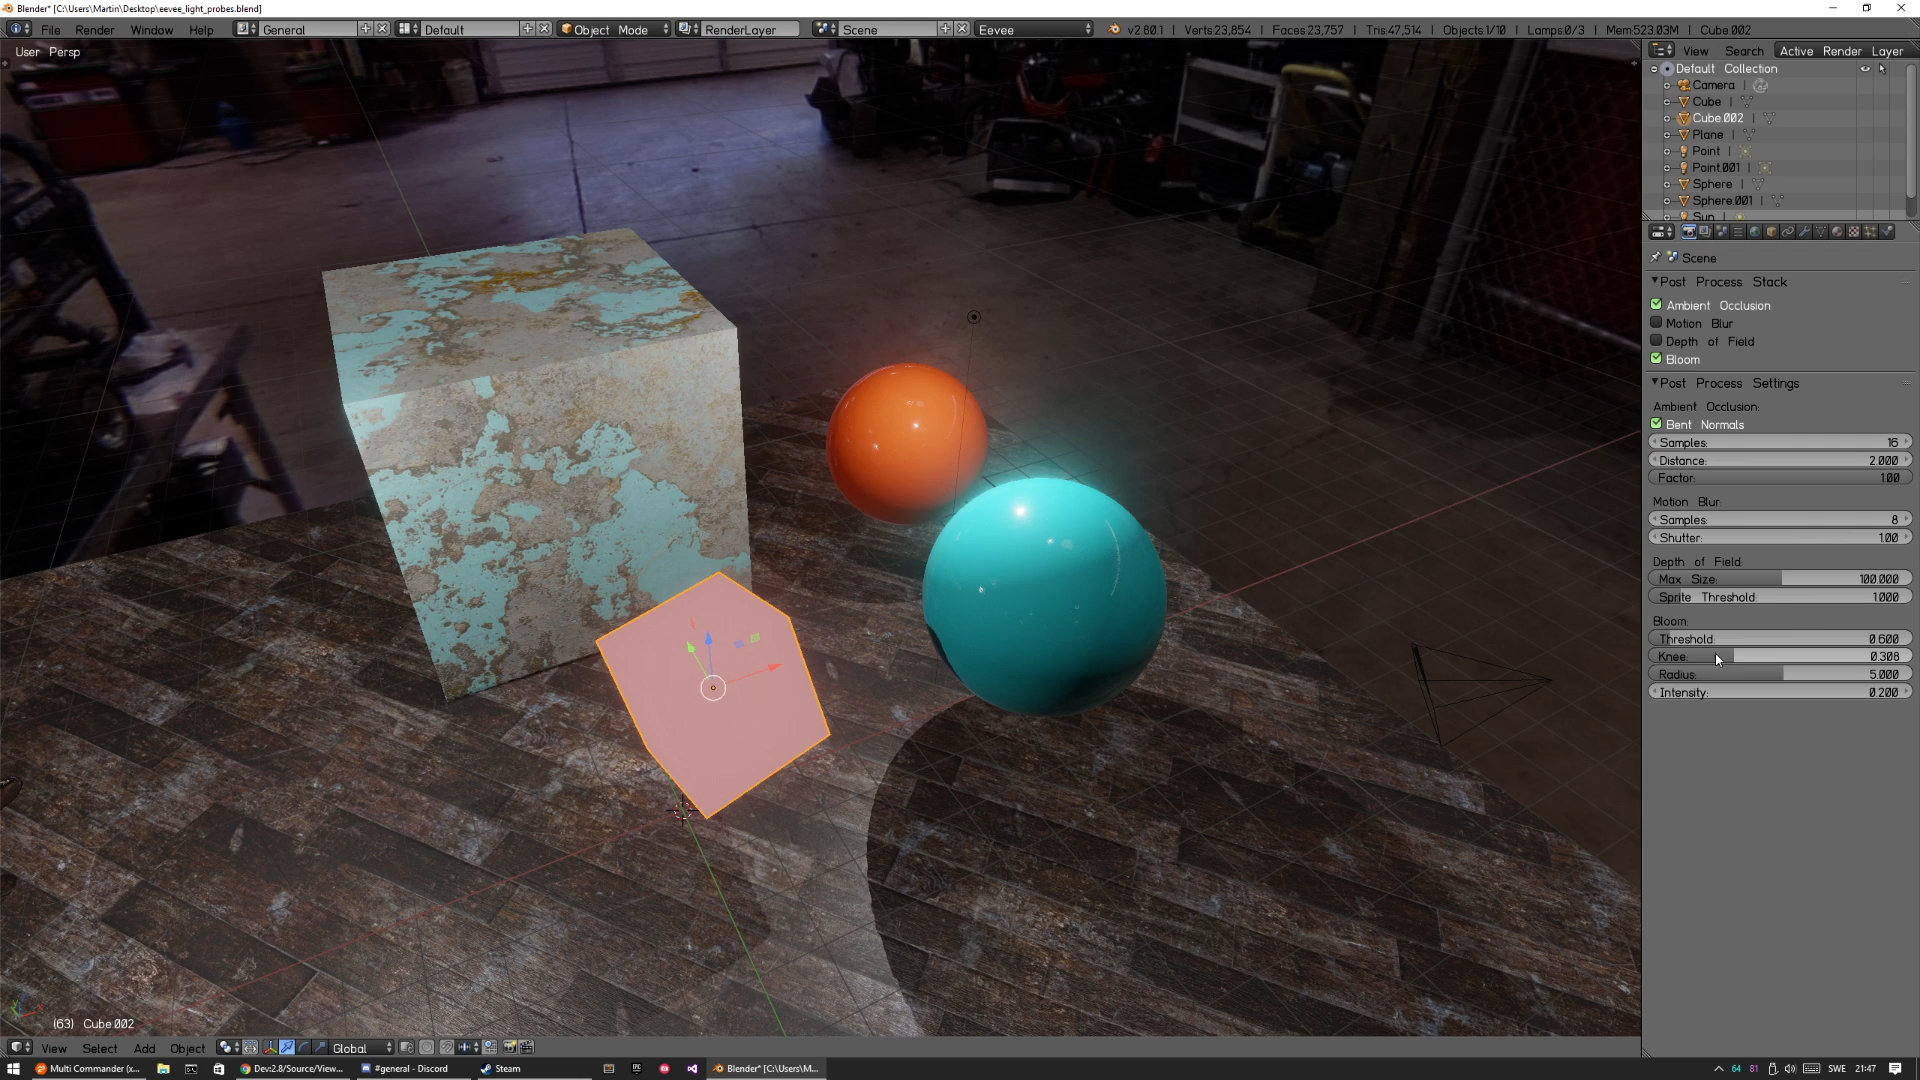 Blender* [C:\Users\Martin\Desktop\eevee_light_probes.blend]
File Render Window Help General Default Object Mode RenderLayer Scene Eevee v2.80.1 | Verts:23,854 | Faces:23,757 | Tris:47,514 | Objects:1/10 | Lamps:0/3 | Mem:523.03M | Cube.002
User Persp
View Search Active Render Layer
Default Collection
Camera
Cube
Cube.002
Plane
Point
Point.001
Sphere
Sphere.001
Sun
Scene
Post Process Stack
Ambient Occlusion
Motion Blur
Depth of Field
Bloom
Post Process Settings
Ambient Occlusion:
Bent Normals
Samples: 16
Distance: 2.000
Factor: 1.00
Motion Blur:
Samples: 8
Shutter: 1.00
Depth of Field:
Max Size: 100.000
Sprite Threshold: 1.000
Bloom:
Threshold: 0.600
Knee: 0.308
Radius: 5.000
Intensity: 0.200
(63) Cube.002
View Select Add Object Global
Multi Commander (x... Dev:2.8/Source/View... #general - Discord Steam Blender* [C:\Users\M... 64 81 SWE 21:47